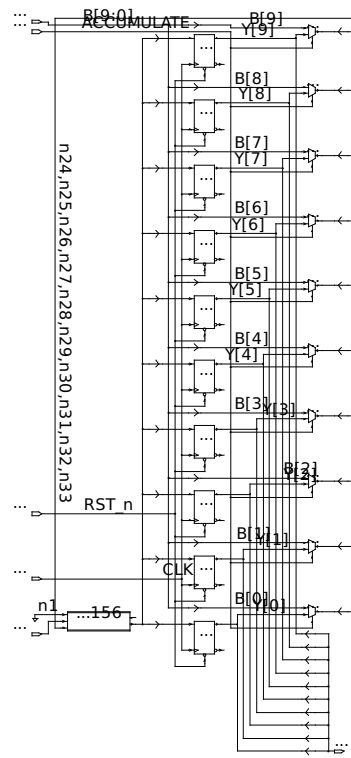 ...
B[9:0]
ACCUMULATE
B[9]
Y[9]
...
...
B[8]
Y[8]
...
B[7]
Y[7]
...
B[6]
Y[6]
...
B[5]
Y[5]
...
B[4]
Y[4]
...
B[3]
Y[3]
...
B[2]
Y[2]
...
B[1]
Y[1]
...
B[0]
Y[0]
...
n24,n25,n26,n27,n28,n29,n30,n31,n32,n33
...
RST_n
...
CLK
n1
...156
...
...